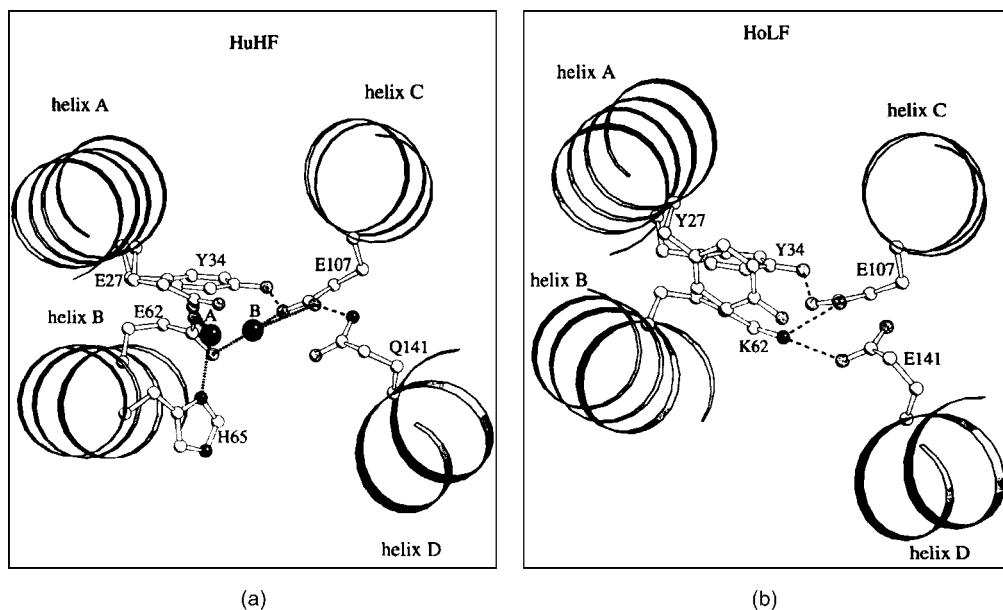 HuHF
helix A
helix C
Y34
E27
E107
E62
A
B
helix B
Q141
H65
helix D
(a)
HoLF
helix A
helix C
Y27
Y34
E107
helix B
K62
E141
helix D
(b)